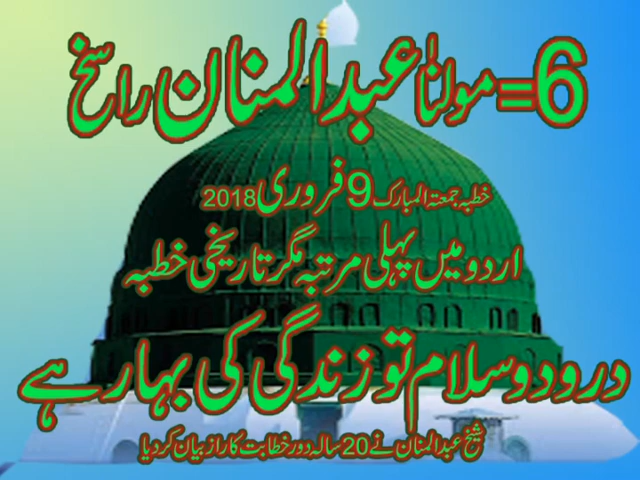 6=مولانا عبدالمنان راسخ
خطبہ جمعۃ المبارک 9 فروری 2018
اردو میں پہلی مرتبہ مگر تاریخی خطبہ
درود و سلام تو زندگی کی بہار ہے
شیخ عبدالمنان نے 20 سالہ دور خطابت کا راز بیان کر دیا